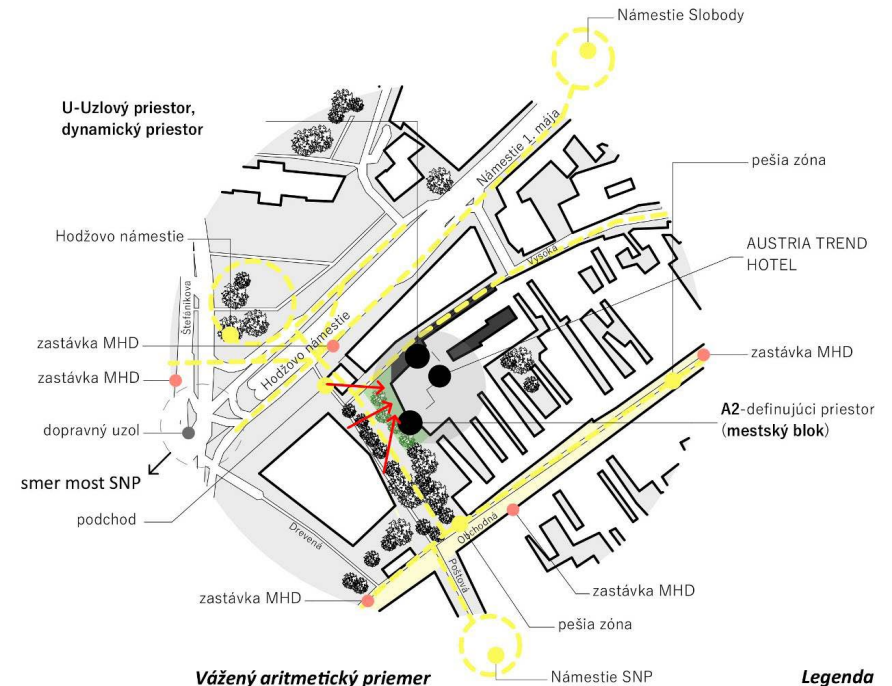 Námestie Slobody
U-Uzlový priestor,
dynamický priestor
Námestie 1. mája
pešia zóna
Hodžovo námestie
Vysoká
AUSTRIA TREND
HOTEL
Štefánikova
zastávka MHD
Hodžovo námestie
zastávka MHD
zastávka MHD
A2-definujúci priestor
(mestský blok)
dopravný uzol
smer most SNP
podchod
Drevená
Obchodná
Poštová
zastávka MHD
zastávka MHD
pešia zóna
Námestie SNP
Vážený aritmetický priemer
Legenda